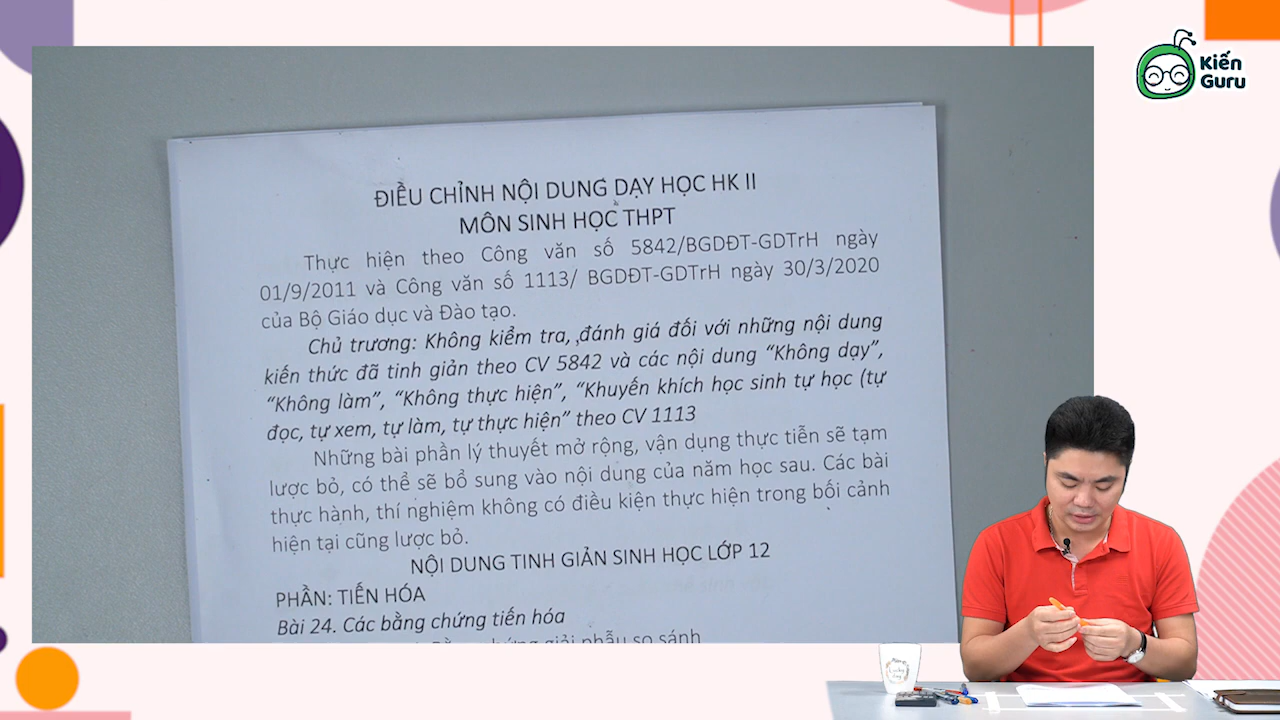 Kiến
Guru
ĐIỀU CHỈNH NỘI DUNG DẠY HỌC HK II
MÔN SINH HỌC THPT
Thực hiện theo Công văn số 5842/BGDĐT-GDTrH ngày
01/9/2011 và Công văn số 1113/ BGDĐT-GDTrH ngày 30/3/2020
của Bộ Giáo dục và Đào tạo.
Chủ trương: Không kiểm tra, đánh giá đối với những nội dung
kiến thức đã tinh giản theo CV 5842 và các nội dung “Không dạy”,
“Không làm”, “Không thực hiện”, “Khuyến khích học sinh tự học (tự
đọc, tự xem, tự làm, tự thực hiện” theo CV 1113
Những bài phần lý thuyết mở rộng, vận dụng thực tiễn sẽ tạm
lược bỏ, có thể sẽ bổ sung vào nội dung của năm học sau. Các bài
thực hành, thí nghiệm không có điều kiện thực hiện trong bối cảnh
hiện tại cũng lược bỏ.
NỘI DUNG TINH GIẢN SINH HỌC LỚP 12
PHẦN: TIẾN HÓA
Bài 24. Các bằng chứng tiến hóa
chứng giải phẫu so sánh